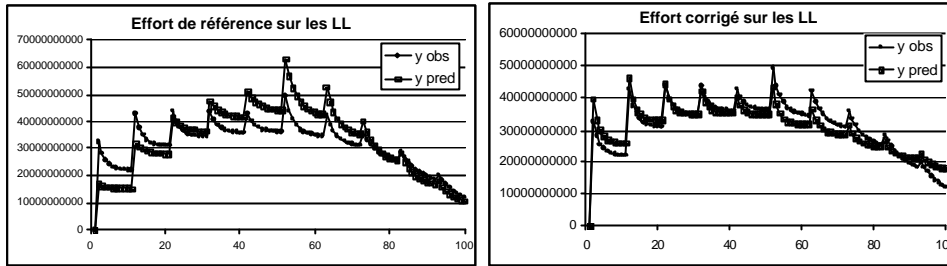 Effort de référence sur les LL
70000000000
60000000000
50000000000
40000000000
30000000000
20000000000
10000000000
0
0 20 40 60 80 100
y obs
y pred
Effort corrigé sur les LL
60000000000
50000000000
40000000000
30000000000
20000000000
10000000000
0
0 20 40 60 80 100
y obs
y pred